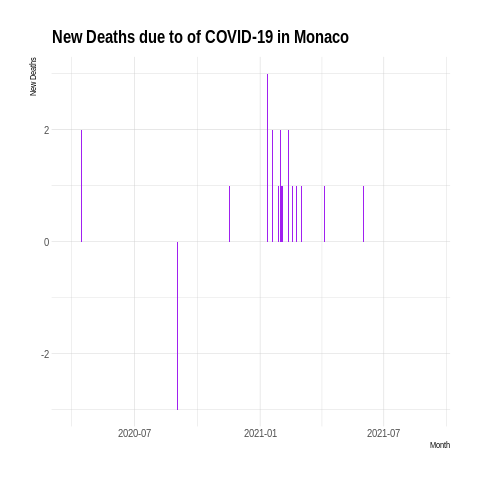 New Deaths due to of COVID-19 in Monaco
New Deaths
2
0
-2
2020-07
2021-01
2021-07
Month